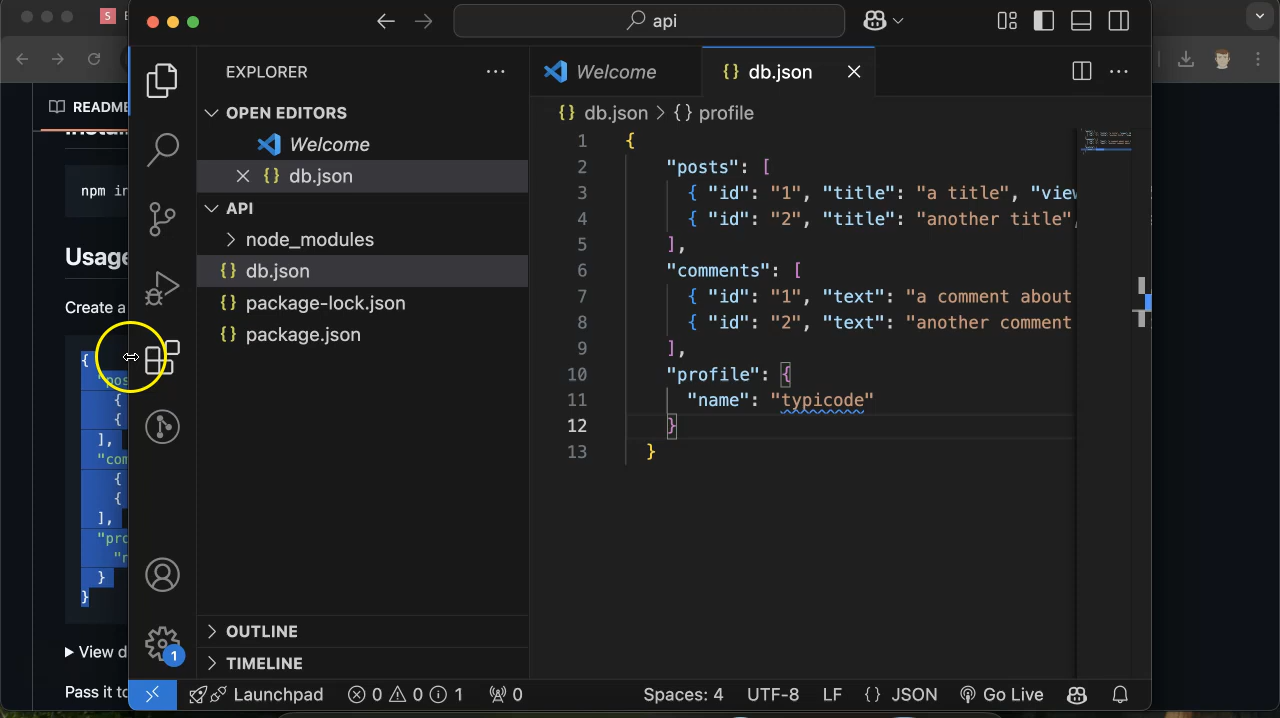 S
api
README
npm in
Usage
Create a
{
"pos
{
{
],
"com
{
{
],
"pro
"n
}
}
View d
Pass it to
EXPLORER
OPEN EDITORS
Welcome
{} db.json
API
node_modules
{} db.json
{} package-lock.json
{} package.json
OUTLINE
TIMELINE
Welcome
{} db.json
{} db.json > {} profile
1 {
2 "posts": [
3 { "id": "1", "title": "a title", "view
4 { "id": "2", "title": "another title",
5 ],
6 "comments": [
7 { "id": "1", "text": "a comment about
8 { "id": "2", "text": "another comment
9 ],
10 "profile": {
11 "name": "typicode"
12 }
13 }
1
Launchpad 0 0 1 0 Spaces: 4 UTF-8 LF {} JSON Go Live